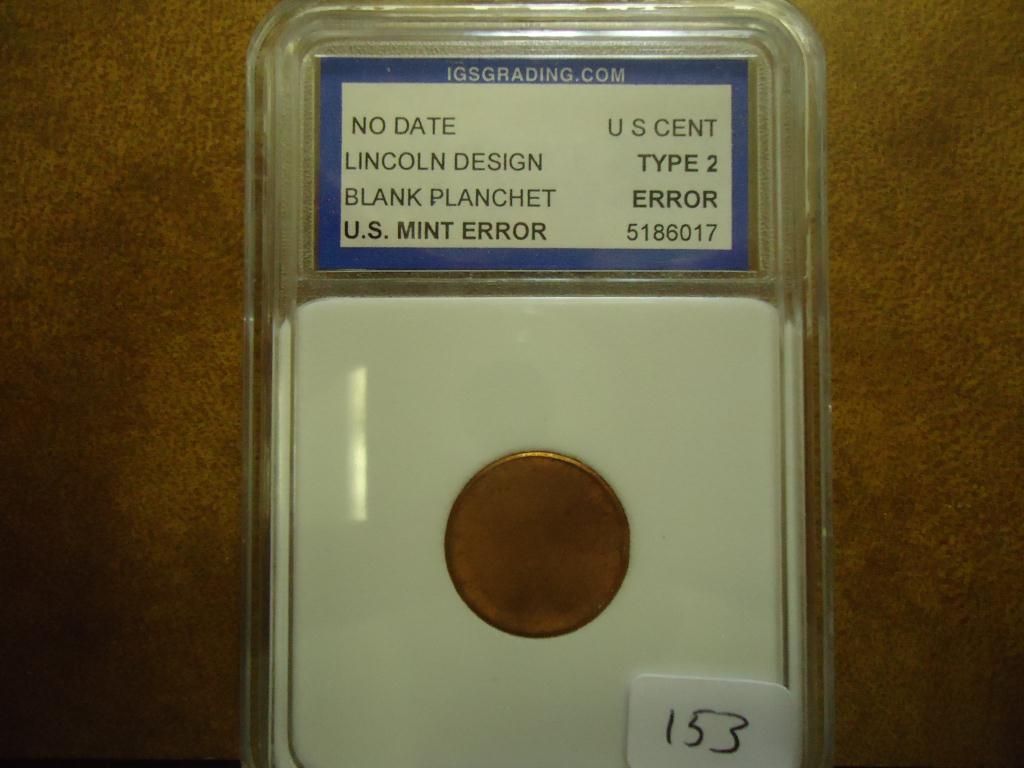 IGSGRADING.COM
NO DATE U S CENT
LINCOLN DESIGN TYPE 2
BLANK PLANCHET ERROR
U.S. MINT ERROR 5186017
153